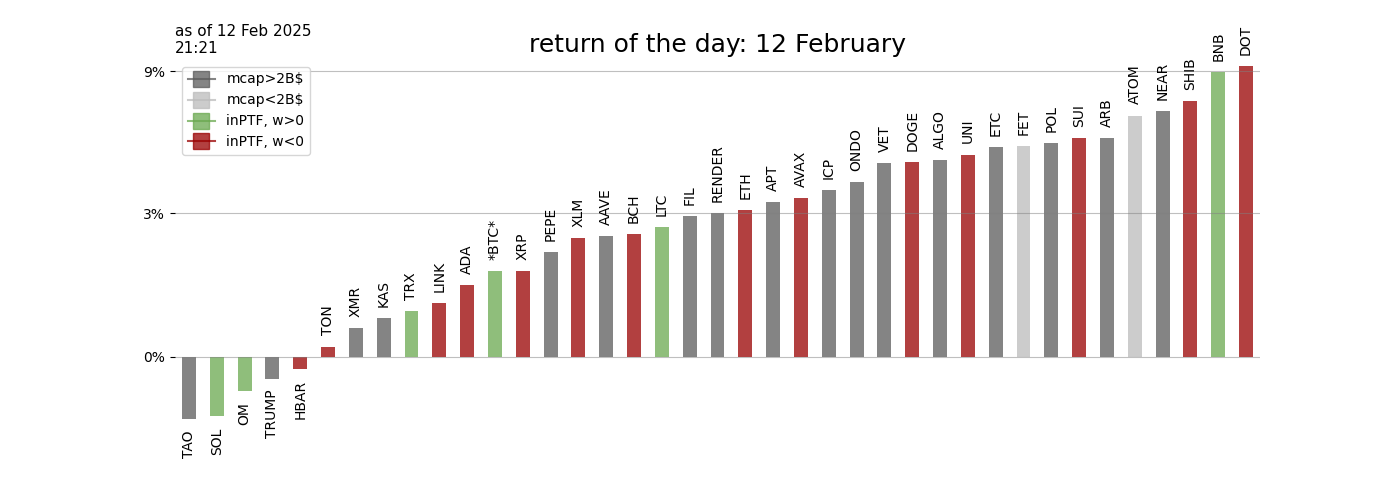 as of 12 Feb 2025
21:21
return of the day: 12 February
mcap>2B$
mcap<2B$
inPTF, w>0
inPTF, w<0
9%
3%
0%
TAO
SOL
OM
TRUMP
HBAR
TON
XMR
KAS
TRX
LINK
ADA
*BTC*
XRP
PEPE
XLM
AAVE
BCH
LTC
FIL
RENDER
ETH
APT
AVAX
ICP
ONDO
VET
DOGE
ALGO
UNI
ETC
FET
POL
SUI
ARB
ATOM
NEAR
SHIB
BNB
DOT